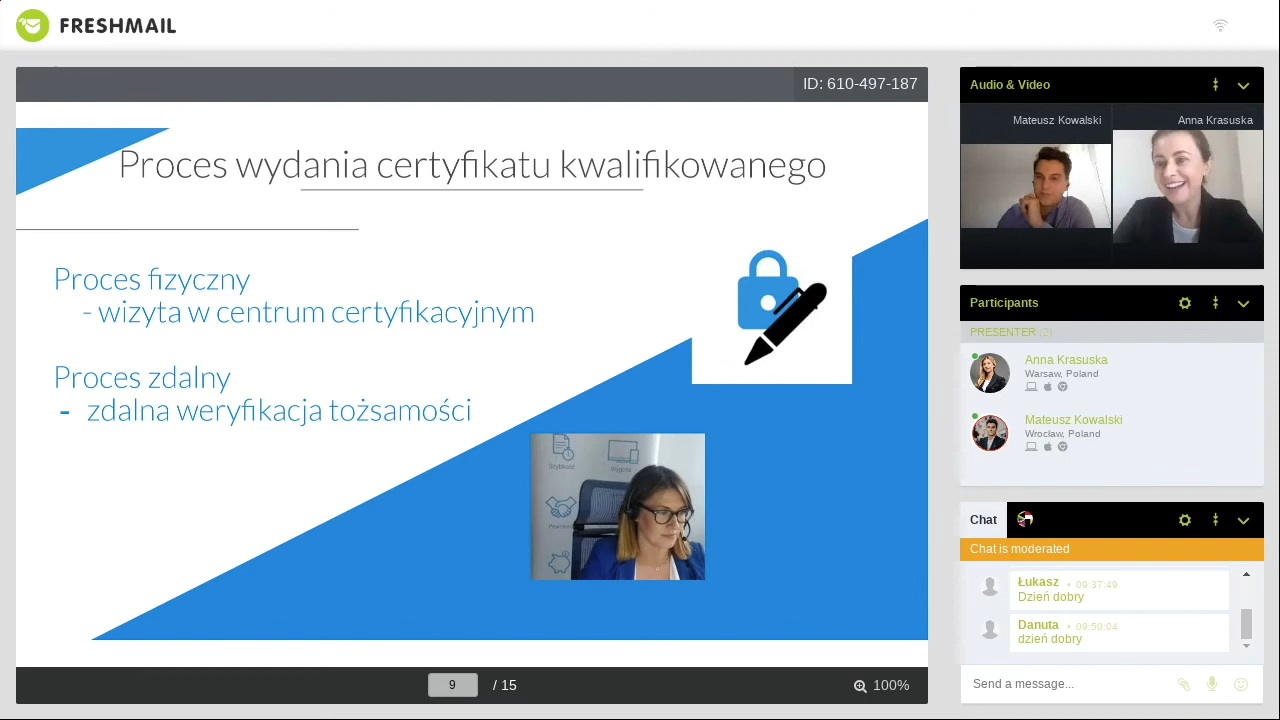 FRESHMAIL
ID: 610-497-187
Proces wydania certyfikatu kwalifikowanego
Proces fizyczny
- wizyta w centrum certyfikacyjnym
Proces zdalny
- zdalna weryfikacja tożsamości
Szybkość
Wygoda
9 / 15
100%
Audio & Video
Mateusz Kowalski
Anna Krasuska
Participants
PRESENTER (2)
Anna Krasuska
Warsaw, Poland
Mateusz Kowalski
Wrocław, Poland
Chat
Chat is moderated
Łukasz • 09:37:49
Dzień dobry
Danuta • 09:50:04
dzień dobry
Send a message...